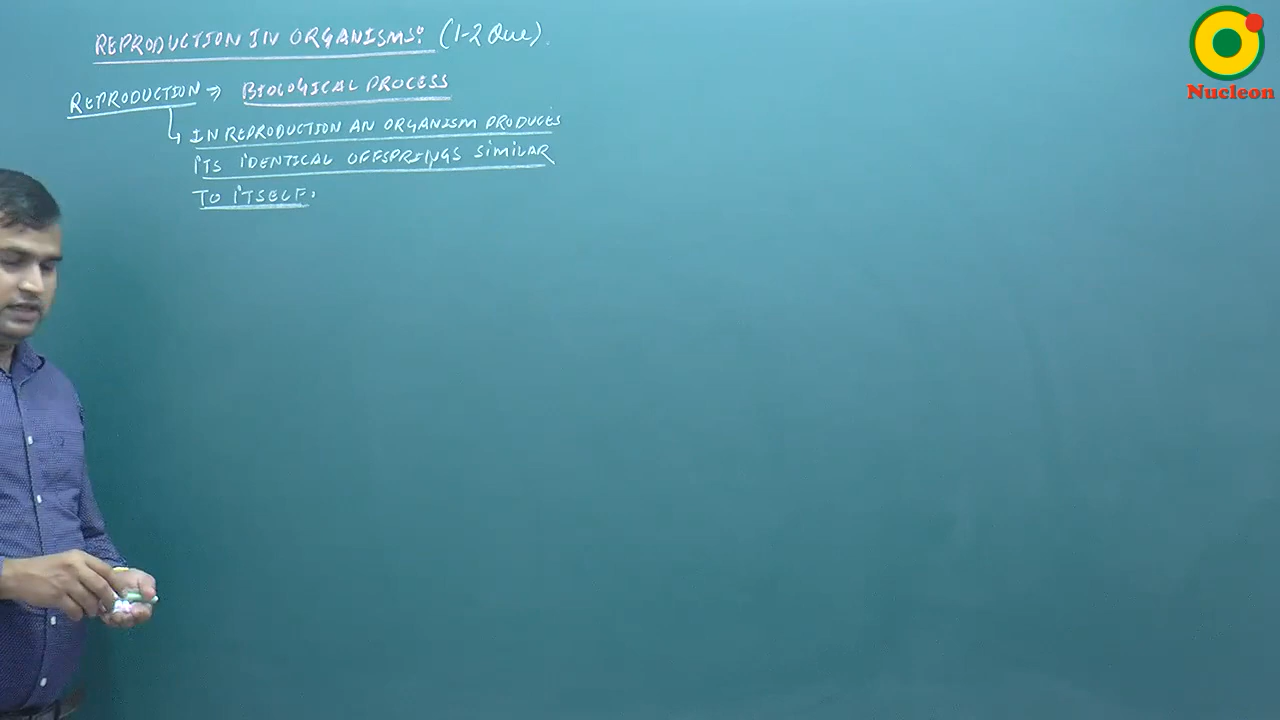 REPRODUCTION IN ORGANISMS: (1-2 Que).
REPRODUCTION ⇒ BIOLOGICAL PROCESS
IN REPRODUCTION AN ORGANISM PRODUCES
ITS IDENTICAL OFFSPRINGS SIMILAR
TO ITSELF.
Nucleon